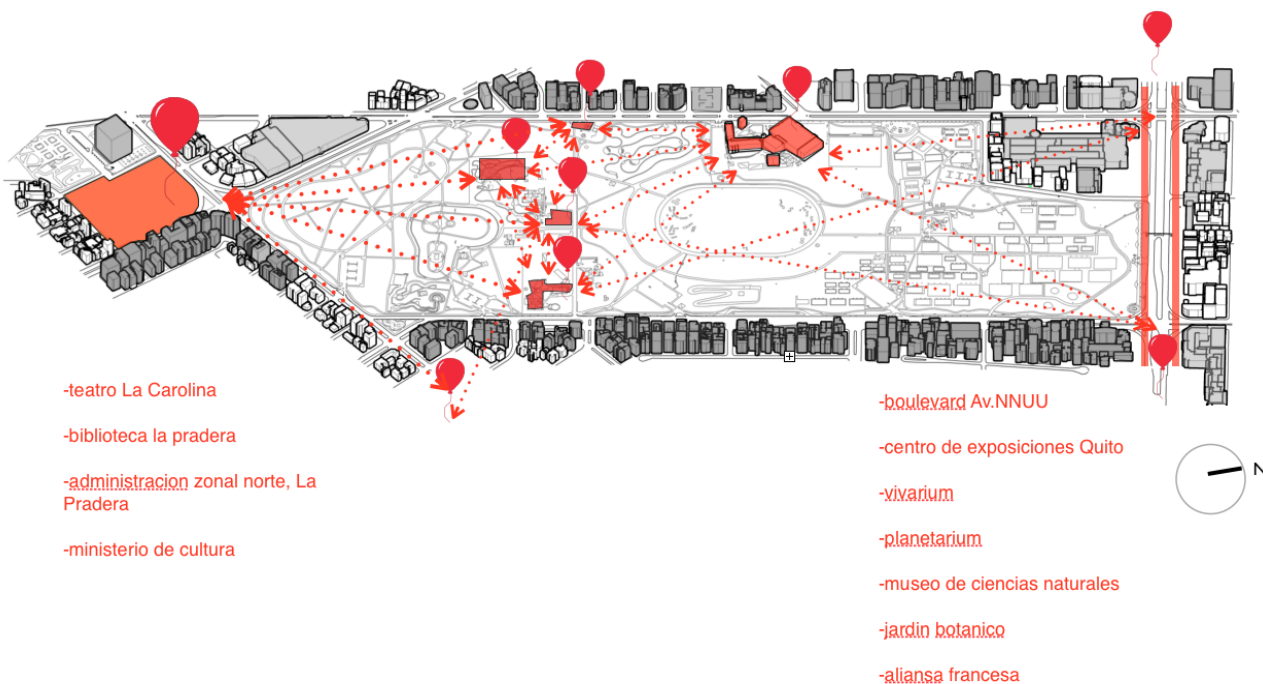 -teatro La Carolina
-biblioteca la pradera
-administracion zonal norte, La
Pradera
-ministerio de cultura
-boulevard Av.NNUU
-centro de exposiciones Quito
-vivarium
-planetarium
-museo de ciencias naturales
-jardin botanico
-aliansa francesa
N